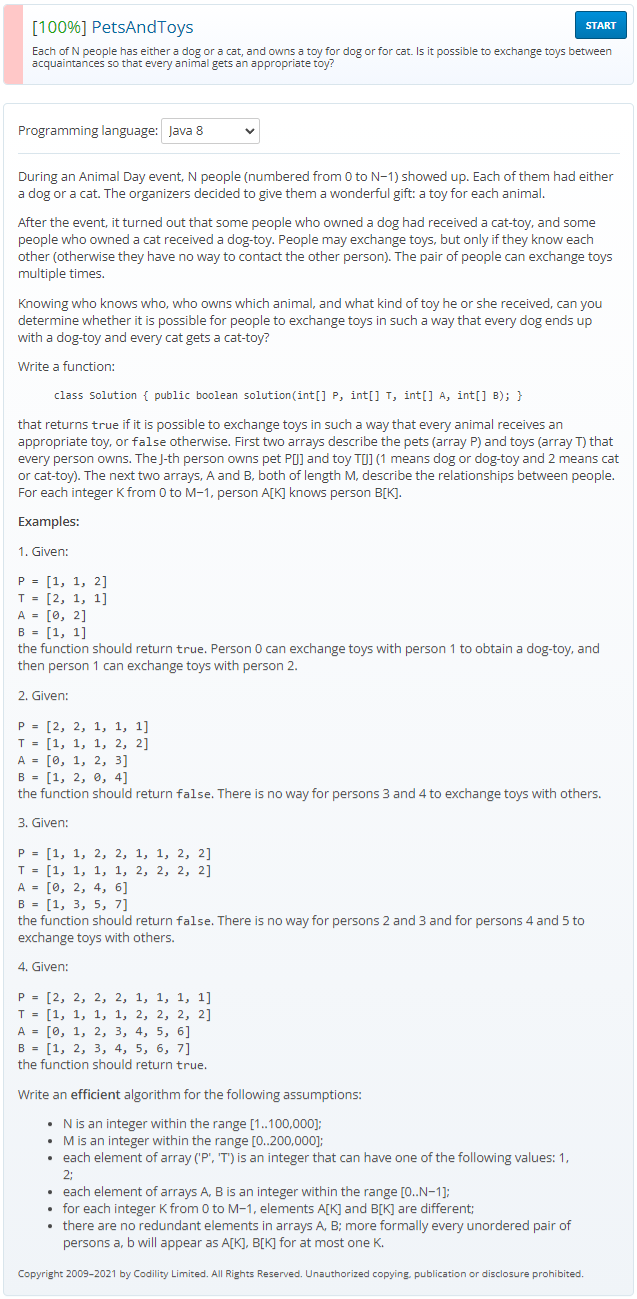 [100%] PetsAndToys
START
Each of N people has either a dog or a cat, and owns a toy for dog or for cat. Is it possible to exchange toys between
acquaintances so that every animal gets an appropriate toy?
Programming language: Java 8
During an Animal Day event, N people (numbered from 0 to N−1) showed up. Each of them had either
a dog or a cat. The organizers decided to give them a wonderful gift: a toy for each animal.
After the event, it turned out that some people who owned a dog had received a cat-toy, and some
people who owned a cat received a dog-toy. People may exchange toys, but only if they know each
other (otherwise they have no way to contact the other person). The pair of people can exchange toys
multiple times.
Knowing who knows who, who owns which animal, and what kind of toy he or she received, can you
determine whether it is possible for people to exchange toys in such a way that every dog ends up
with a dog-toy and every cat gets a cat-toy?
Write a function:
class Solution { public boolean solution(int[] P, int[] T, int[] A, int[] B); }
that returns true if it is possible to exchange toys in such a way that every animal receives an
appropriate toy, or false otherwise. First two arrays describe the pets (array P) and toys (array T) that
every person owns. The J-th person owns pet P[J] and toy T[J] (1 means dog or dog-toy and 2 means cat
or cat-toy). The next two arrays, A and B, both of length M, describe the relationships between people.
For each integer K from 0 to M−1, person A[K] knows person B[K].
Examples:
1. Given:
P = [1, 1, 2]
T = [2, 1, 1]
A = [0, 2]
B = [1, 1]
the function should return true. Person 0 can exchange toys with person 1 to obtain a dog-toy, and
then person 1 can exchange toys with person 2.
2. Given:
P = [2, 2, 1, 1, 1]
T = [1, 1, 1, 2, 2]
A = [0, 1, 2, 3]
B = [1, 2, 0, 4]
the function should return false. There is no way for persons 3 and 4 to exchange toys with others.
3. Given:
P = [1, 1, 2, 2, 1, 1, 2, 2]
T = [1, 1, 1, 1, 2, 2, 2, 2]
A = [0, 2, 4, 6]
B = [1, 3, 5, 7]
the function should return false. There is no way for persons 2 and 3 and for persons 4 and 5 to
exchange toys with others.
4. Given:
P = [2, 2, 2, 2, 1, 1, 1, 1]
T = [1, 1, 1, 1, 2, 2, 2, 2]
A = [0, 1, 2, 3, 4, 5, 6]
B = [1, 2, 3, 4, 5, 6, 7]
the function should return true.
Write an efficient algorithm for the following assumptions:
• N is an integer within the range [1..100,000];
• M is an integer within the range [0..200,000];
• each element of array ('P', 'T') is an integer that can have one of the following values: 1,
2;
• each element of arrays A, B is an integer within the range [0..N−1];
• for each integer K from 0 to M−1, elements A[K] and B[K] are different;
• there are no redundant elements in arrays A, B; more formally every unordered pair of
persons a, b will appear as A[K], B[K] for at most one K.
Copyright 2009–2021 by Codility Limited. All Rights Reserved. Unauthorized copying, publication or disclosure prohibited.